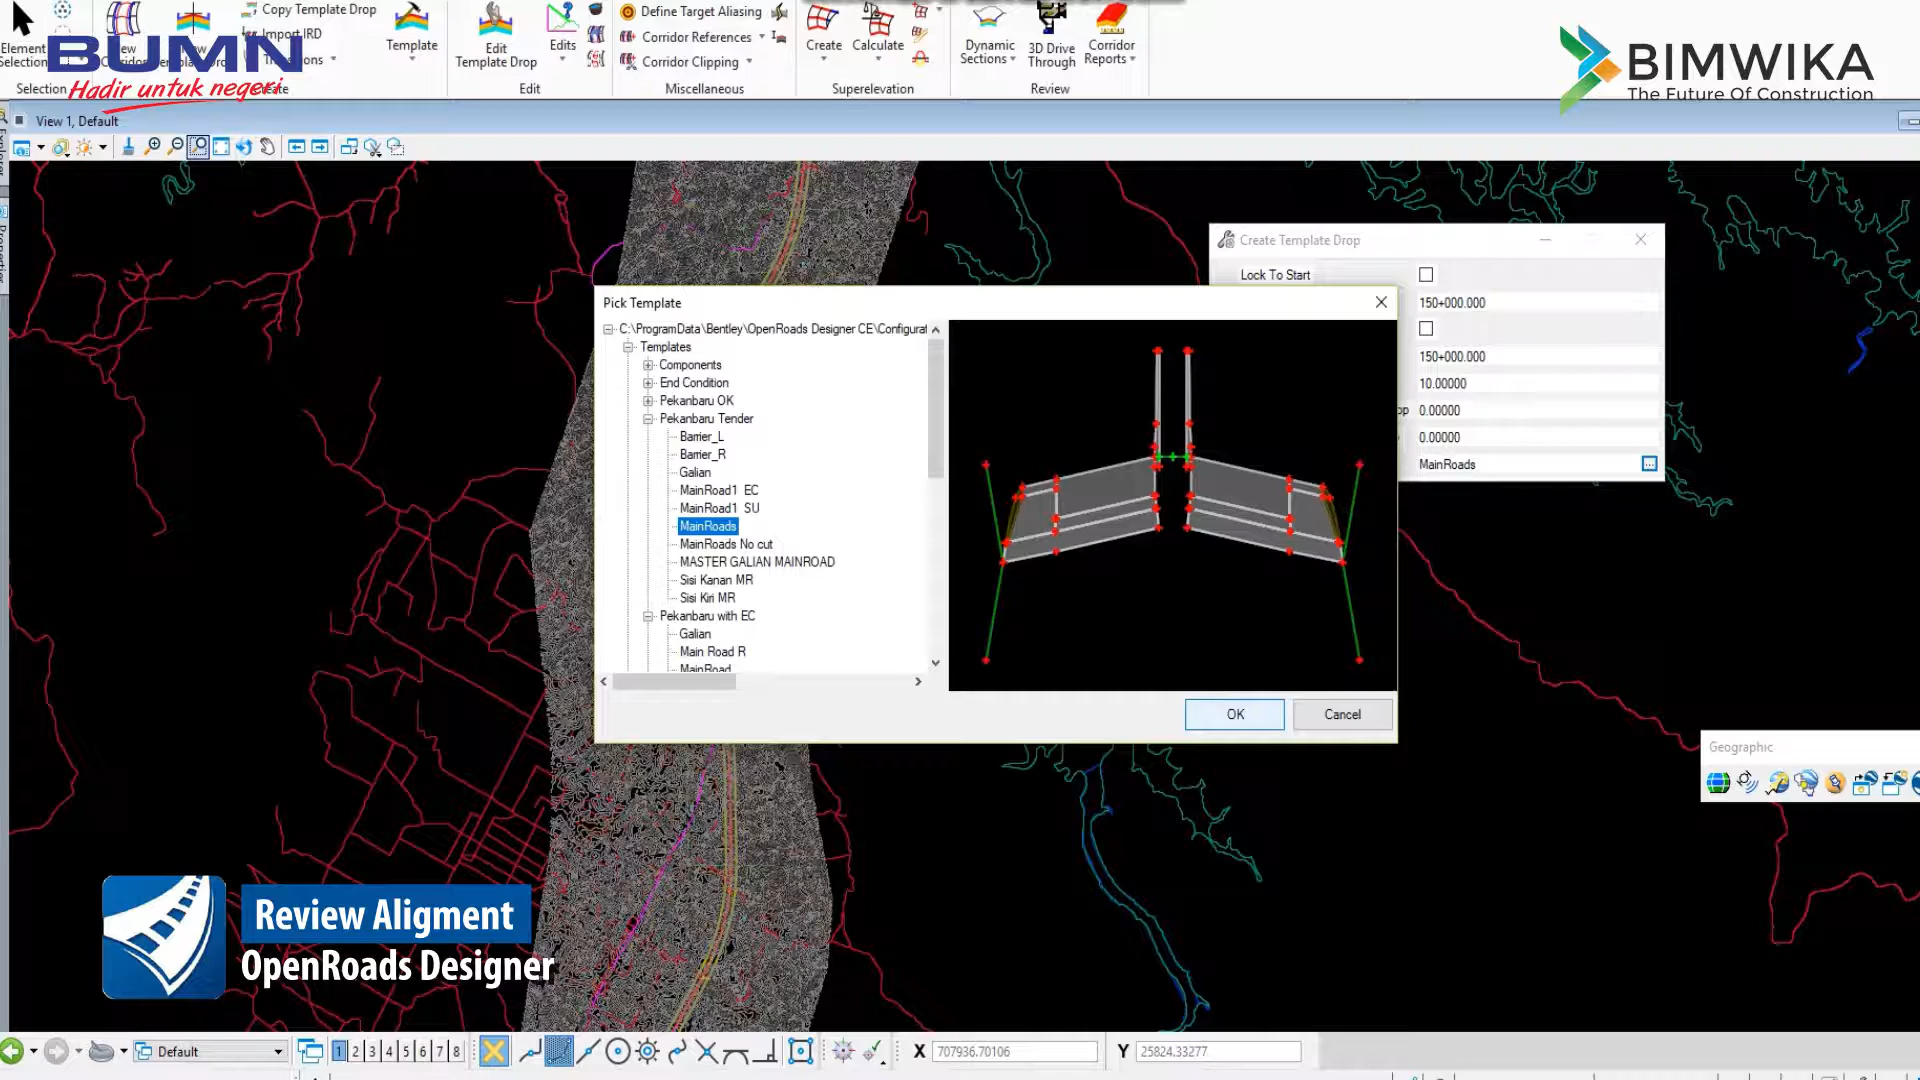 Copy Template Drop
Import IRD
Element
Selection
Selection
BUMN
Hadir untuk negeri
Template
Edit
Template Drop
Edits
Edit
Define Target Aliasing
Corridor References
Corridor Clipping
Miscellaneous
Create
Calculate
Superelevation
Dynamic
Sections
3D Drive
Through
Corridor
Reports
Review
BIMWIKA
The Future Of Construction
View 1, Default
Create Template Drop
Lock To Start
150+000.000
150+000.000
10.00000
0.00000
0.00000
MainRoads
Pick Template
C:\ProgramData\Bentley\OpenRoads Designer CE\Configurat
Templates
Components
End Condition
Pekanbaru OK
Pekanbaru Tender
Barrier_L
Barrier_R
Galian
MainRoad1 EC
MainRoad1 SU
MainRoads
MainRoads No cut
MASTER GALIAN MAINROAD
Sisi Kanan MR
Sisi Kiri MR
Pekanbaru with EC
Galian
Main Road R
MainRoad
OK
Cancel
Geographic
Review Aligment
OpenRoads Designer
Default
1 2 3 4 5 6 7 8
X 707936.70106
Y 25824.33277